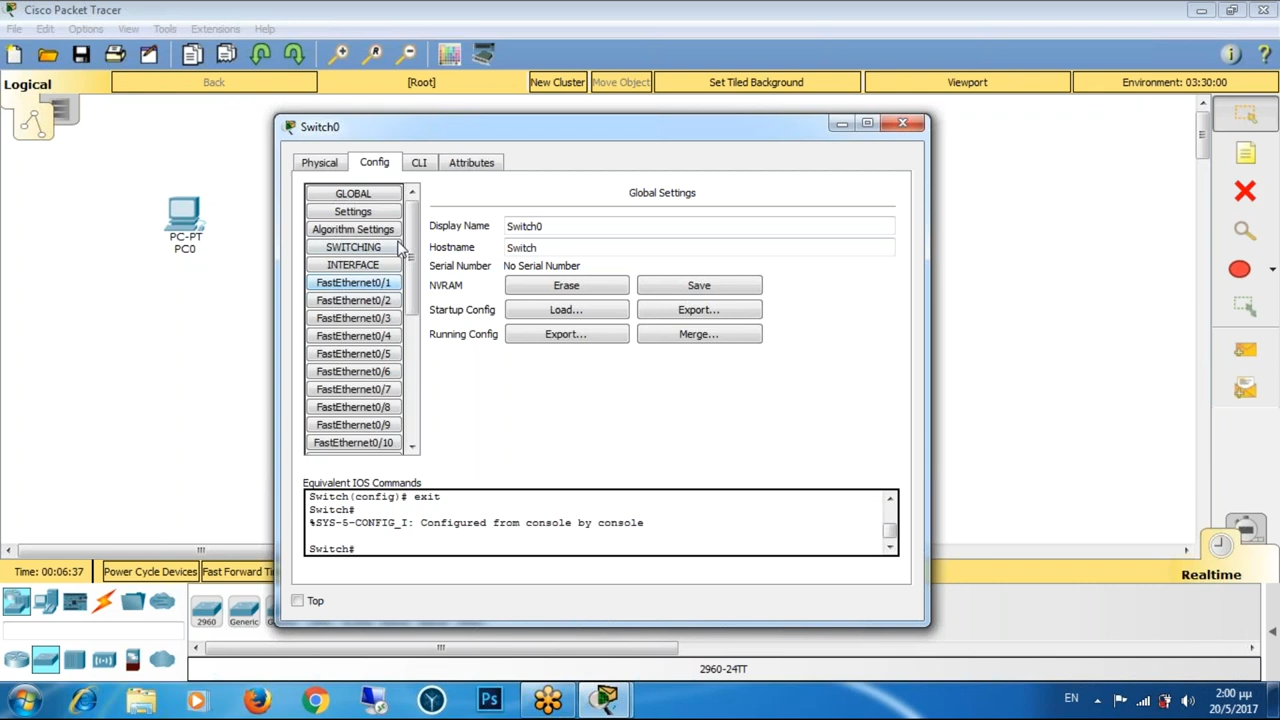 Cisco Packet Tracer
File Edit Options View Tools Extensions Help
Logical
Back
[Root]
New Cluster
Move Object
Set Tiled Background
Viewport
Environment: 03:30:00
PC-PT
PC0
Switch0
Physical
Config
CLI
Attributes
GLOBAL
Settings
Algorithm Settings
SWITCHING
INTERFACE
FastEthernet0/1
FastEthernet0/2
FastEthernet0/3
FastEthernet0/4
FastEthernet0/5
FastEthernet0/6
FastEthernet0/7
FastEthernet0/8
FastEthernet0/9
FastEthernet0/10
Global Settings
Display Name Switch0
Hostname Switch
Serial Number No Serial Number
NVRAM Erase Save
Startup Config Load... Export...
Running Config Export... Merge...
Equivalent IOS Commands
Switch(config)# exit
Switch#
%SYS-5-CONFIG_I: Configured from console by console
Switch#
Top
Time: 00:06:37
Power Cycle Devices
Fast Forward
Realtime
2960
Generic
2960-24TT
Ps
EN
2:00 μμ
20/5/2017